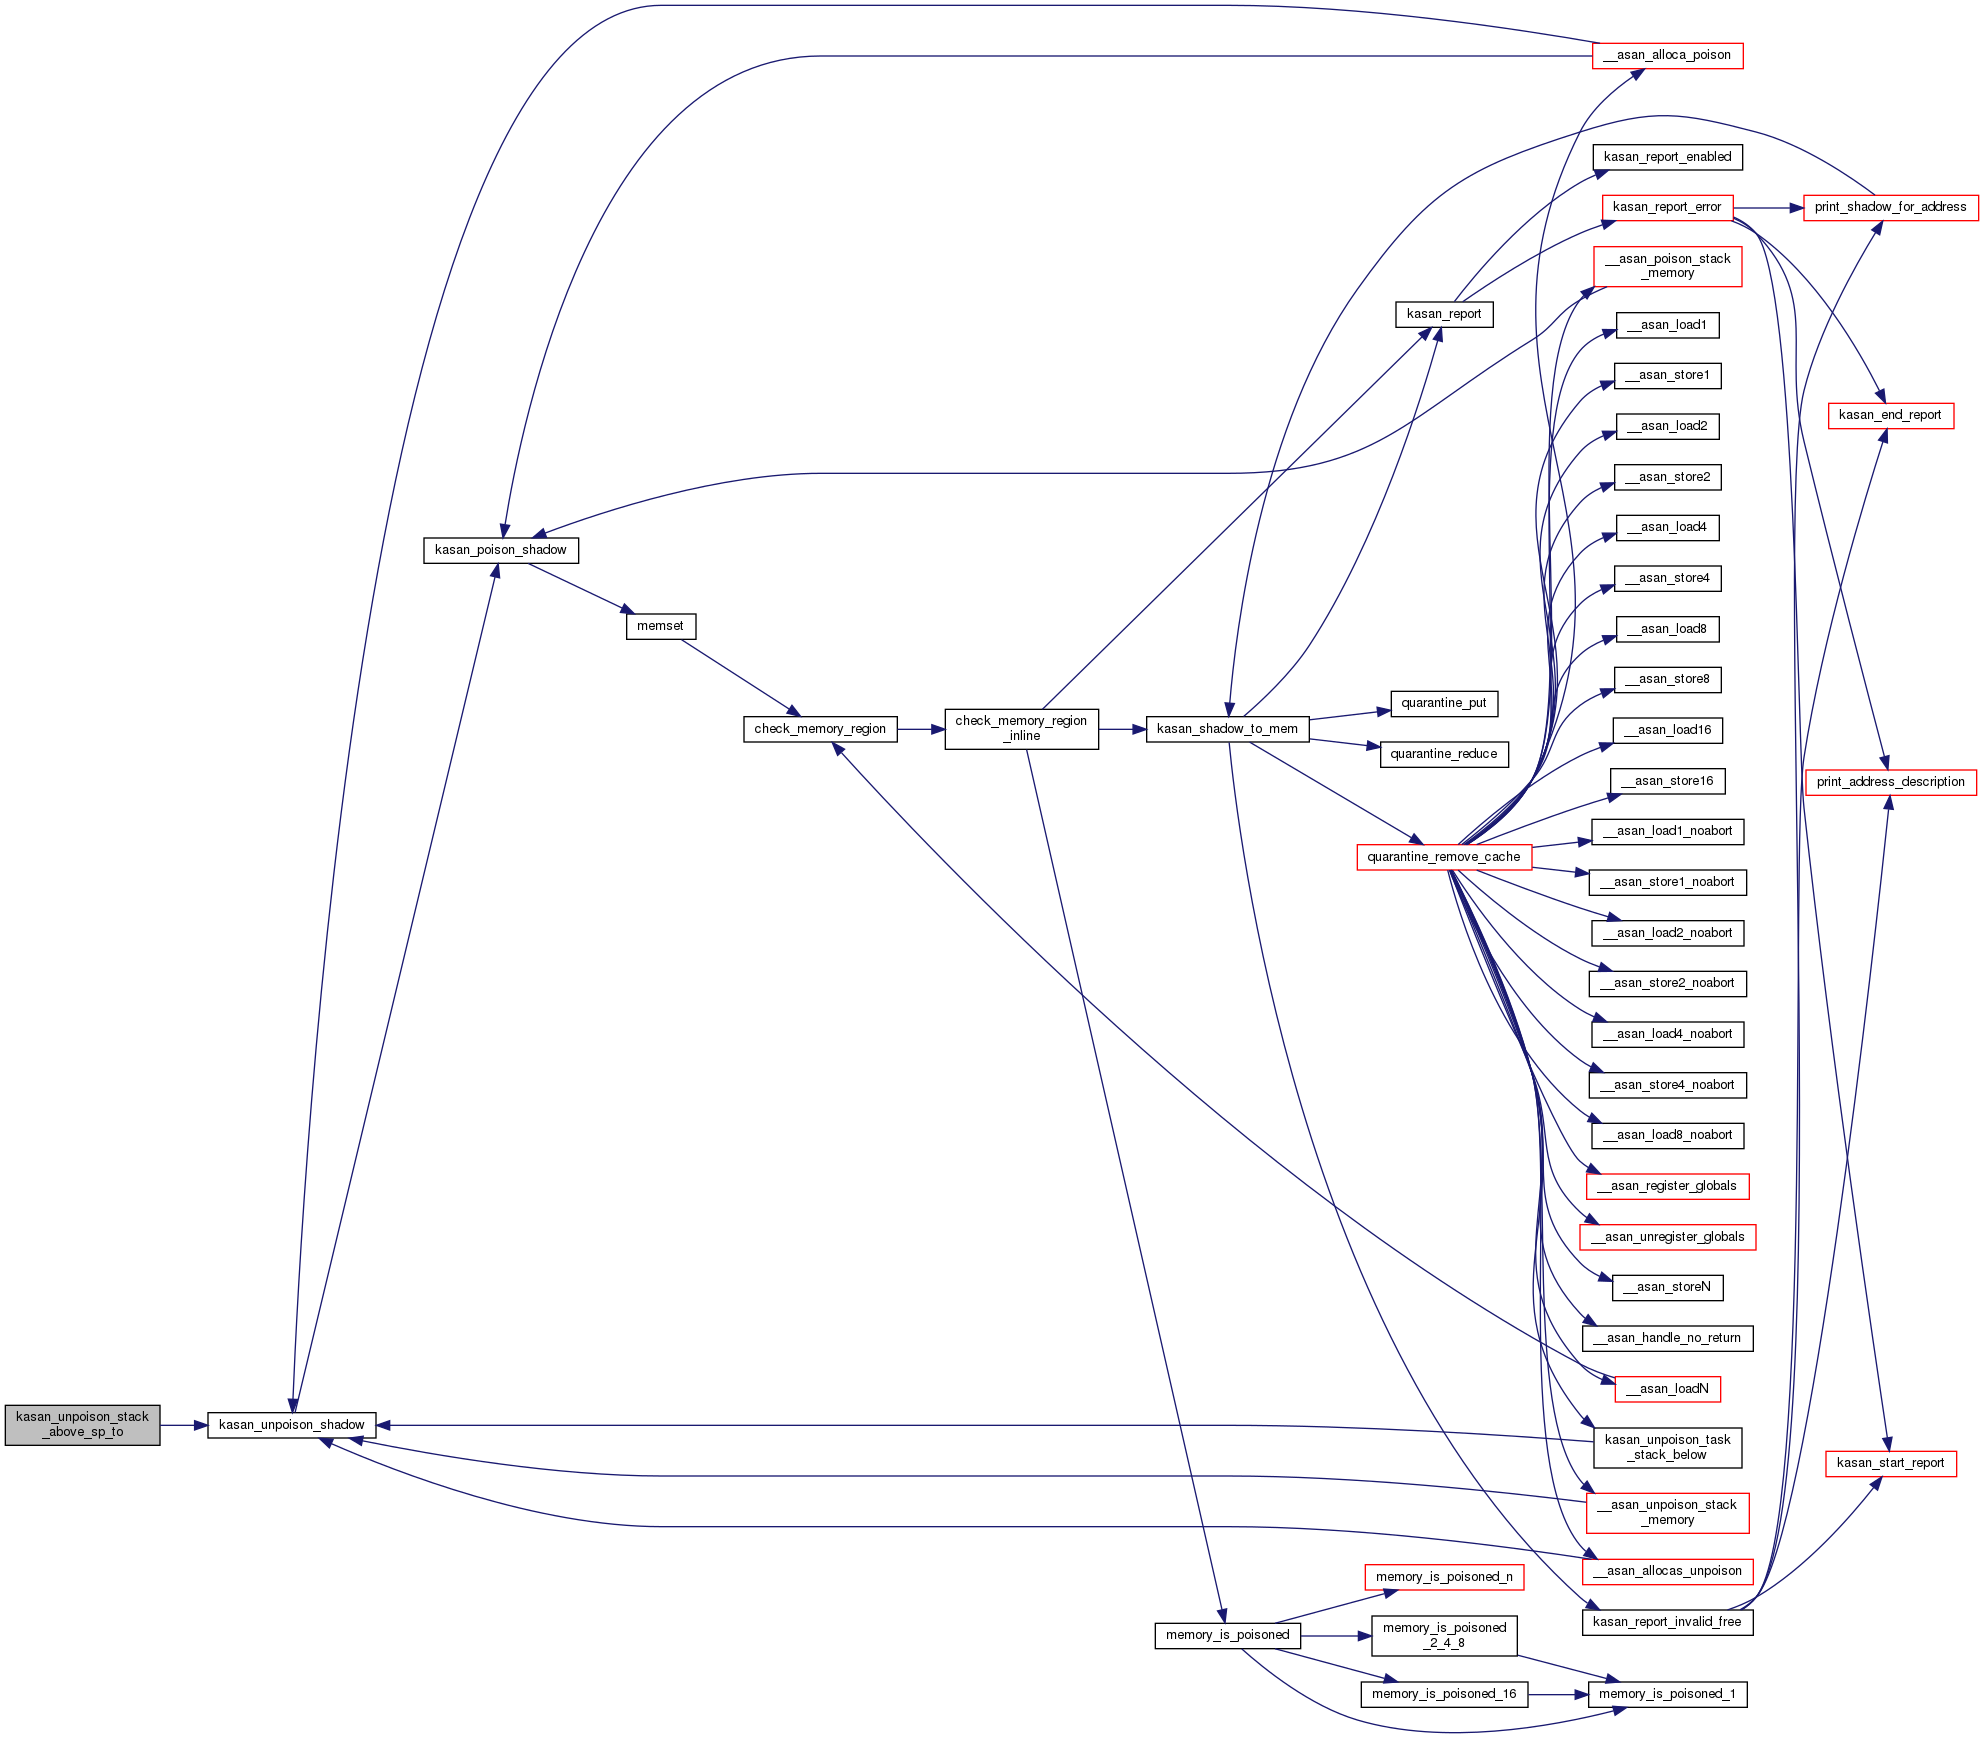 __asan_alloca_poison
kasan_report_enabled
kasan_report_error
print_shadow_for_address
__asan_poison_stack
_memory
kasan_report
__asan_load1
__asan_store1
kasan_end_report
__asan_load2
__asan_store2
__asan_load4
kasan_poison_shadow
__asan_store4
memset
__asan_load8
__asan_store8
quarantine_put
check_memory_region
check_memory_region
_inline
kasan_shadow_to_mem
__asan_load16
quarantine_reduce
__asan_store16
print_address_description
__asan_load1_noabort
quarantine_remove_cache
__asan_store1_noabort
__asan_load2_noabort
__asan_store2_noabort
__asan_load4_noabort
__asan_store4_noabort
__asan_load8_noabort
__asan_register_globals
__asan_unregister_globals
__asan_storeN
__asan_handle_no_return
__asan_loadN
kasan_unpoison_stack
_above_sp_to
kasan_unpoison_shadow
kasan_unpoison_task
_stack_below
kasan_start_report
__asan_unpoison_stack
_memory
__asan_allocas_unpoison
memory_is_poisoned_n
kasan_report_invalid_free
memory_is_poisoned
memory_is_poisoned
_2_4_8
memory_is_poisoned_16
memory_is_poisoned_1